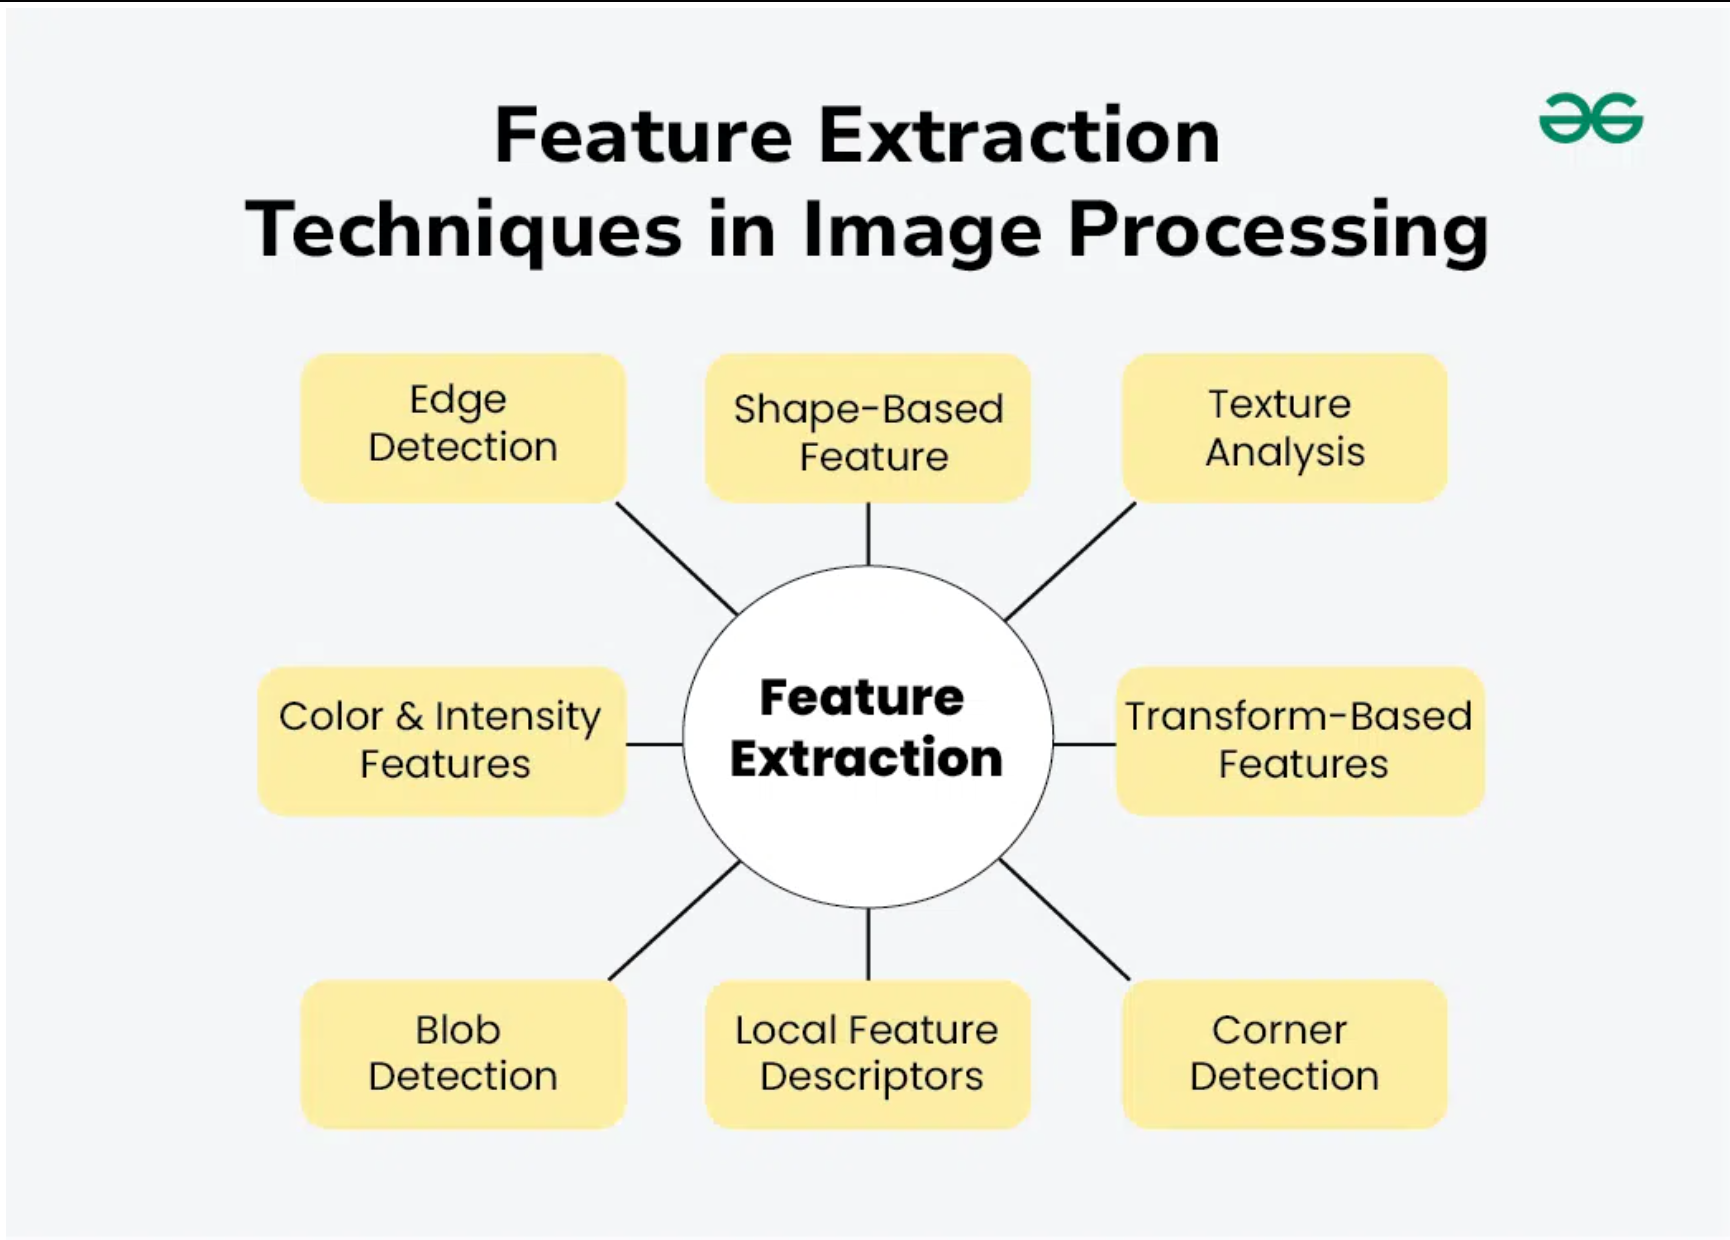 Feature Extraction
Techniques in Image Processing
Edge
Detection
Shape-Based
Feature
Texture
Analysis
Color & Intensity
Features
Feature
Extraction
Transform-Based
Features
Blob
Detection
Local Feature
Descriptors
Corner
Detection